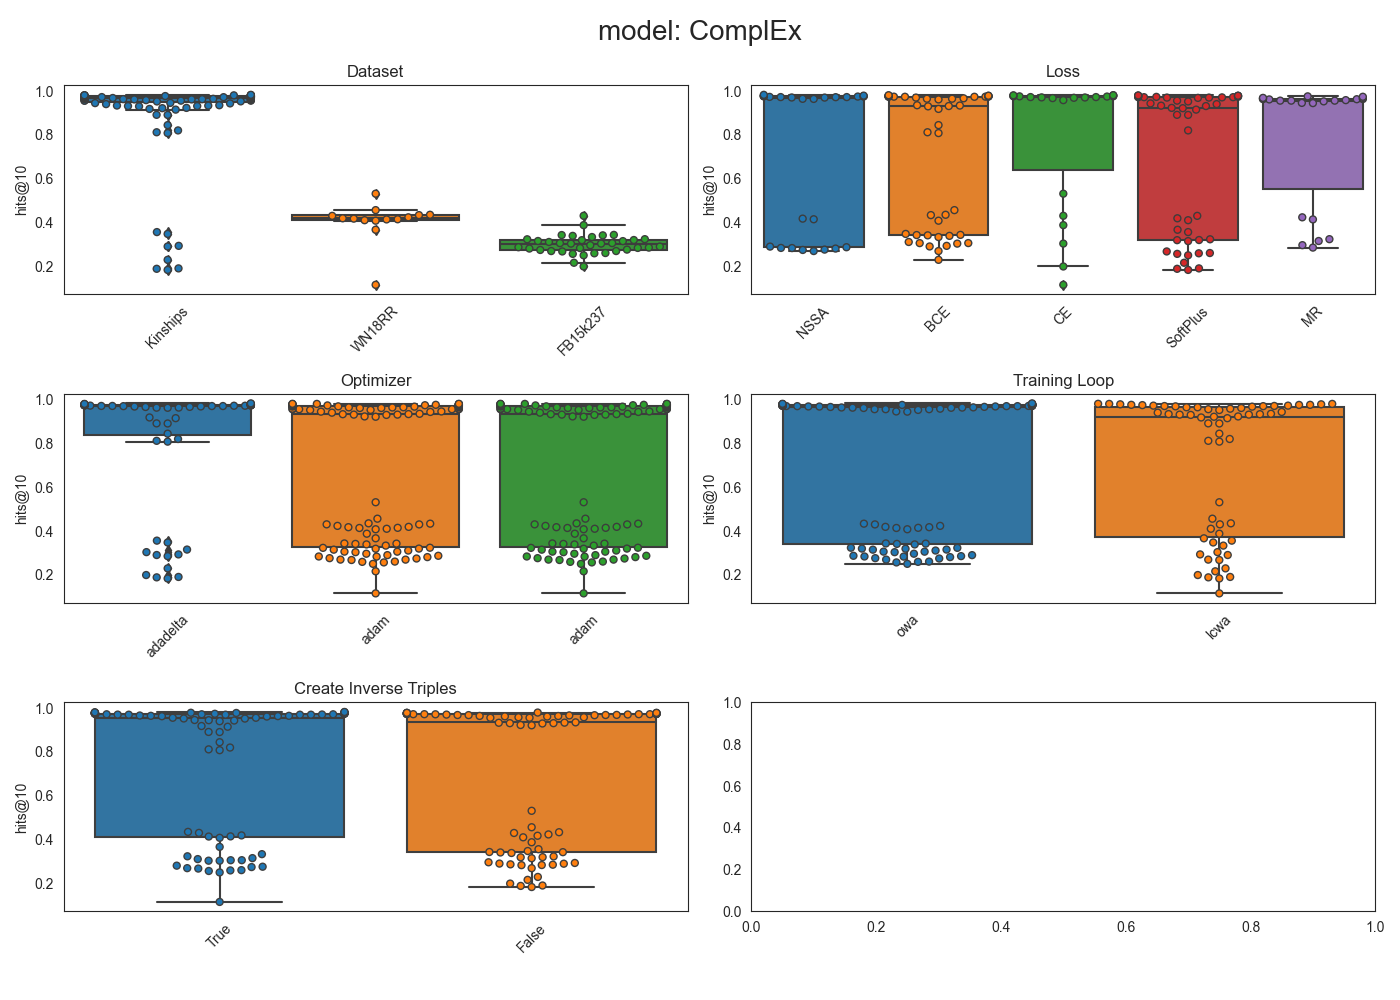 model: ComplEx
Dataset
hits@10
1.0
0.8
0.6
0.4
0.2
Kinships
WN18RR
FB15k237
Loss
hits@10
1.0
0.8
0.6
0.4
0.2
NSSA
BCE
CE
SoftPlus
MR
Optimizer
hits@10
1.0
0.8
0.6
0.4
0.2
adadelta
adam
adam
Training Loop
hits@10
1.0
0.8
0.6
0.4
0.2
owa
lcwa
Create Inverse Triples
hits@10
1.0
0.8
0.6
0.4
0.2
True
False
1.0
0.8
0.6
0.4
0.2
0.0
0.0
0.2
0.4
0.6
0.8
1.0